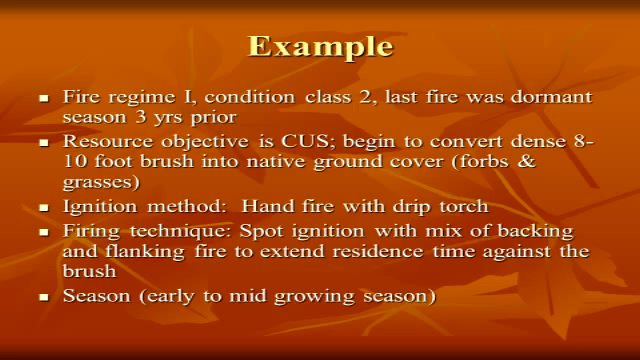 Example
Fire regime I, condition class 2, last fire was dormant
season 3 yrs prior
Resource objective is CUS; begin to convert dense 8-
10 foot brush into native ground cover (forbs &
grasses)
Ignition method:  Hand fire with drip torch
Firing technique: Spot ignition with mix of backing
and flanking fire to extend residence time against the
brush
Season (early to mid growing season)